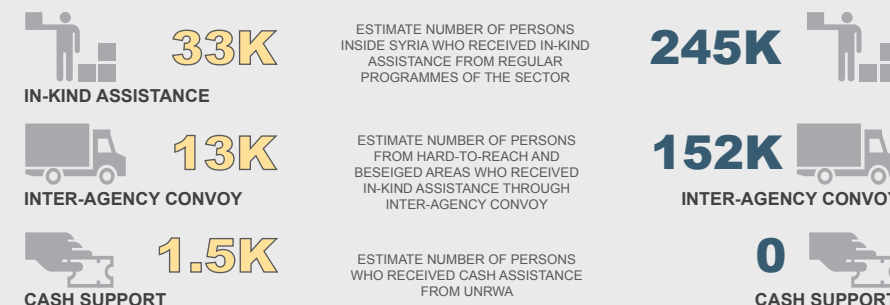 33K
IN-KIND ASSISTANCE
ESTIMATE NUMBER OF PERSONS
INSIDE SYRIA WHO RECEIVED IN-KIND
ASSISTANCE FROM REGULAR
PROGRAMMES OF THE SECTOR
245K
13K
INTER-AGENCY CONVOY
ESTIMATE NUMBER OF PERSONS
FROM HARD-TO-REACH AND
BESEIGED AREAS WHO RECEIVED
IN-KIND ASSISTANCE THROUGH
INTER-AGENCY CONVOY
152K
INTER-AGENCY CONVOY
1.5K
CASH SUPPORT
ESTIMATE NUMBER OF PERSONS
WHO RECEIVED CASH ASSISTANCE
FROM UNRWA
0
CASH SUPPORT